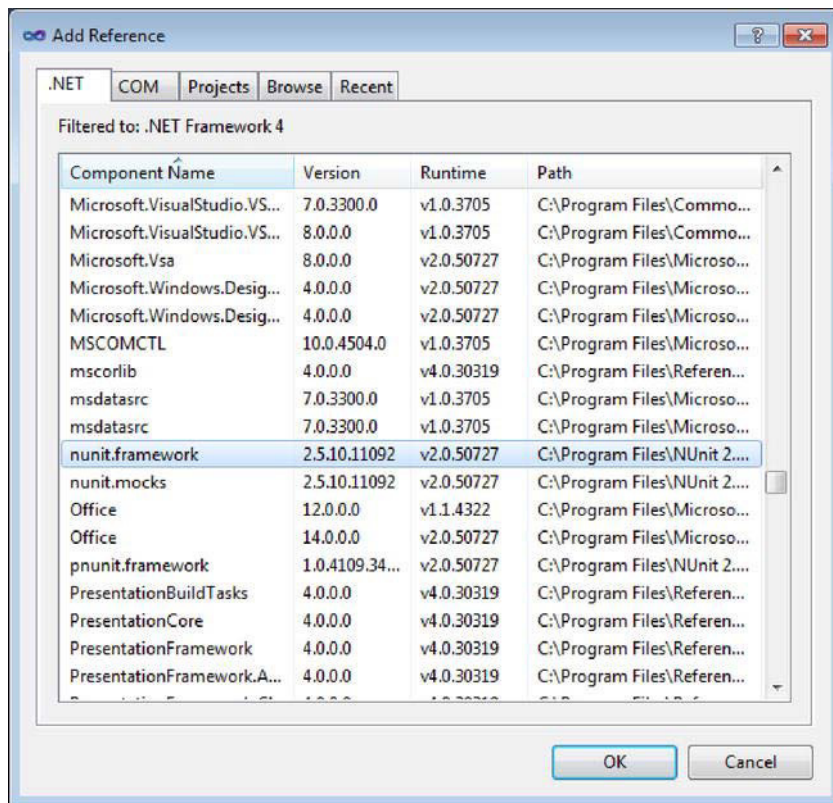 Add Reference
.NET COM Projects Browse Recent
Filtered to: .NET Framework 4
Component Name Version Runtime Path
Microsoft.VisualStudio.VS... 7.0.3300.0 v1.0.3705 C:\Program Files\Commo...
Microsoft.VisualStudio.VS... 8.0.0.0 v1.0.3705 C:\Program Files\Commo...
Microsoft.Vsa 8.0.0.0 v2.0.50727 C:\Program Files\Microso...
Microsoft.Windows.Desig... 4.0.0.0 v2.0.50727 C:\Program Files\Microso...
Microsoft.Windows.Desig... 4.0.0.0 v2.0.50727 C:\Program Files\Microso...
MSCOMCTL 10.0.4504.0 v1.0.3705 C:\Program Files\Microso...
mscorlib 4.0.0.0 v4.0.30319 C:\Program Files\Referen...
msdatasrc 7.0.3300.0 v1.0.3705 C:\Program Files\Microso...
msdatasrc 7.0.3300.0 v1.0.3705 C:\Program Files\Microso...
nunit.framework 2.5.10.11092 v2.0.50727 C:\Program Files\NUnit 2....
nunit.mocks 2.5.10.11092 v2.0.50727 C:\Program Files\NUnit 2....
Office 12.0.0.0 v1.1.4322 C:\Program Files\Microso...
Office 14.0.0.0 v2.0.50727 C:\Program Files\Microso...
pnunit.framework 1.0.4109.34... v2.0.50727 C:\Program Files\NUnit 2....
PresentationBuildTasks 4.0.0.0 v4.0.30319 C:\Program Files\Referen...
PresentationCore 4.0.0.0 v4.0.30319 C:\Program Files\Referen...
PresentationFramework 4.0.0.0 v4.0.30319 C:\Program Files\Referen...
PresentationFramework.A... 4.0.0.0 v4.0.30319 C:\Program Files\Referen...
OK Cancel